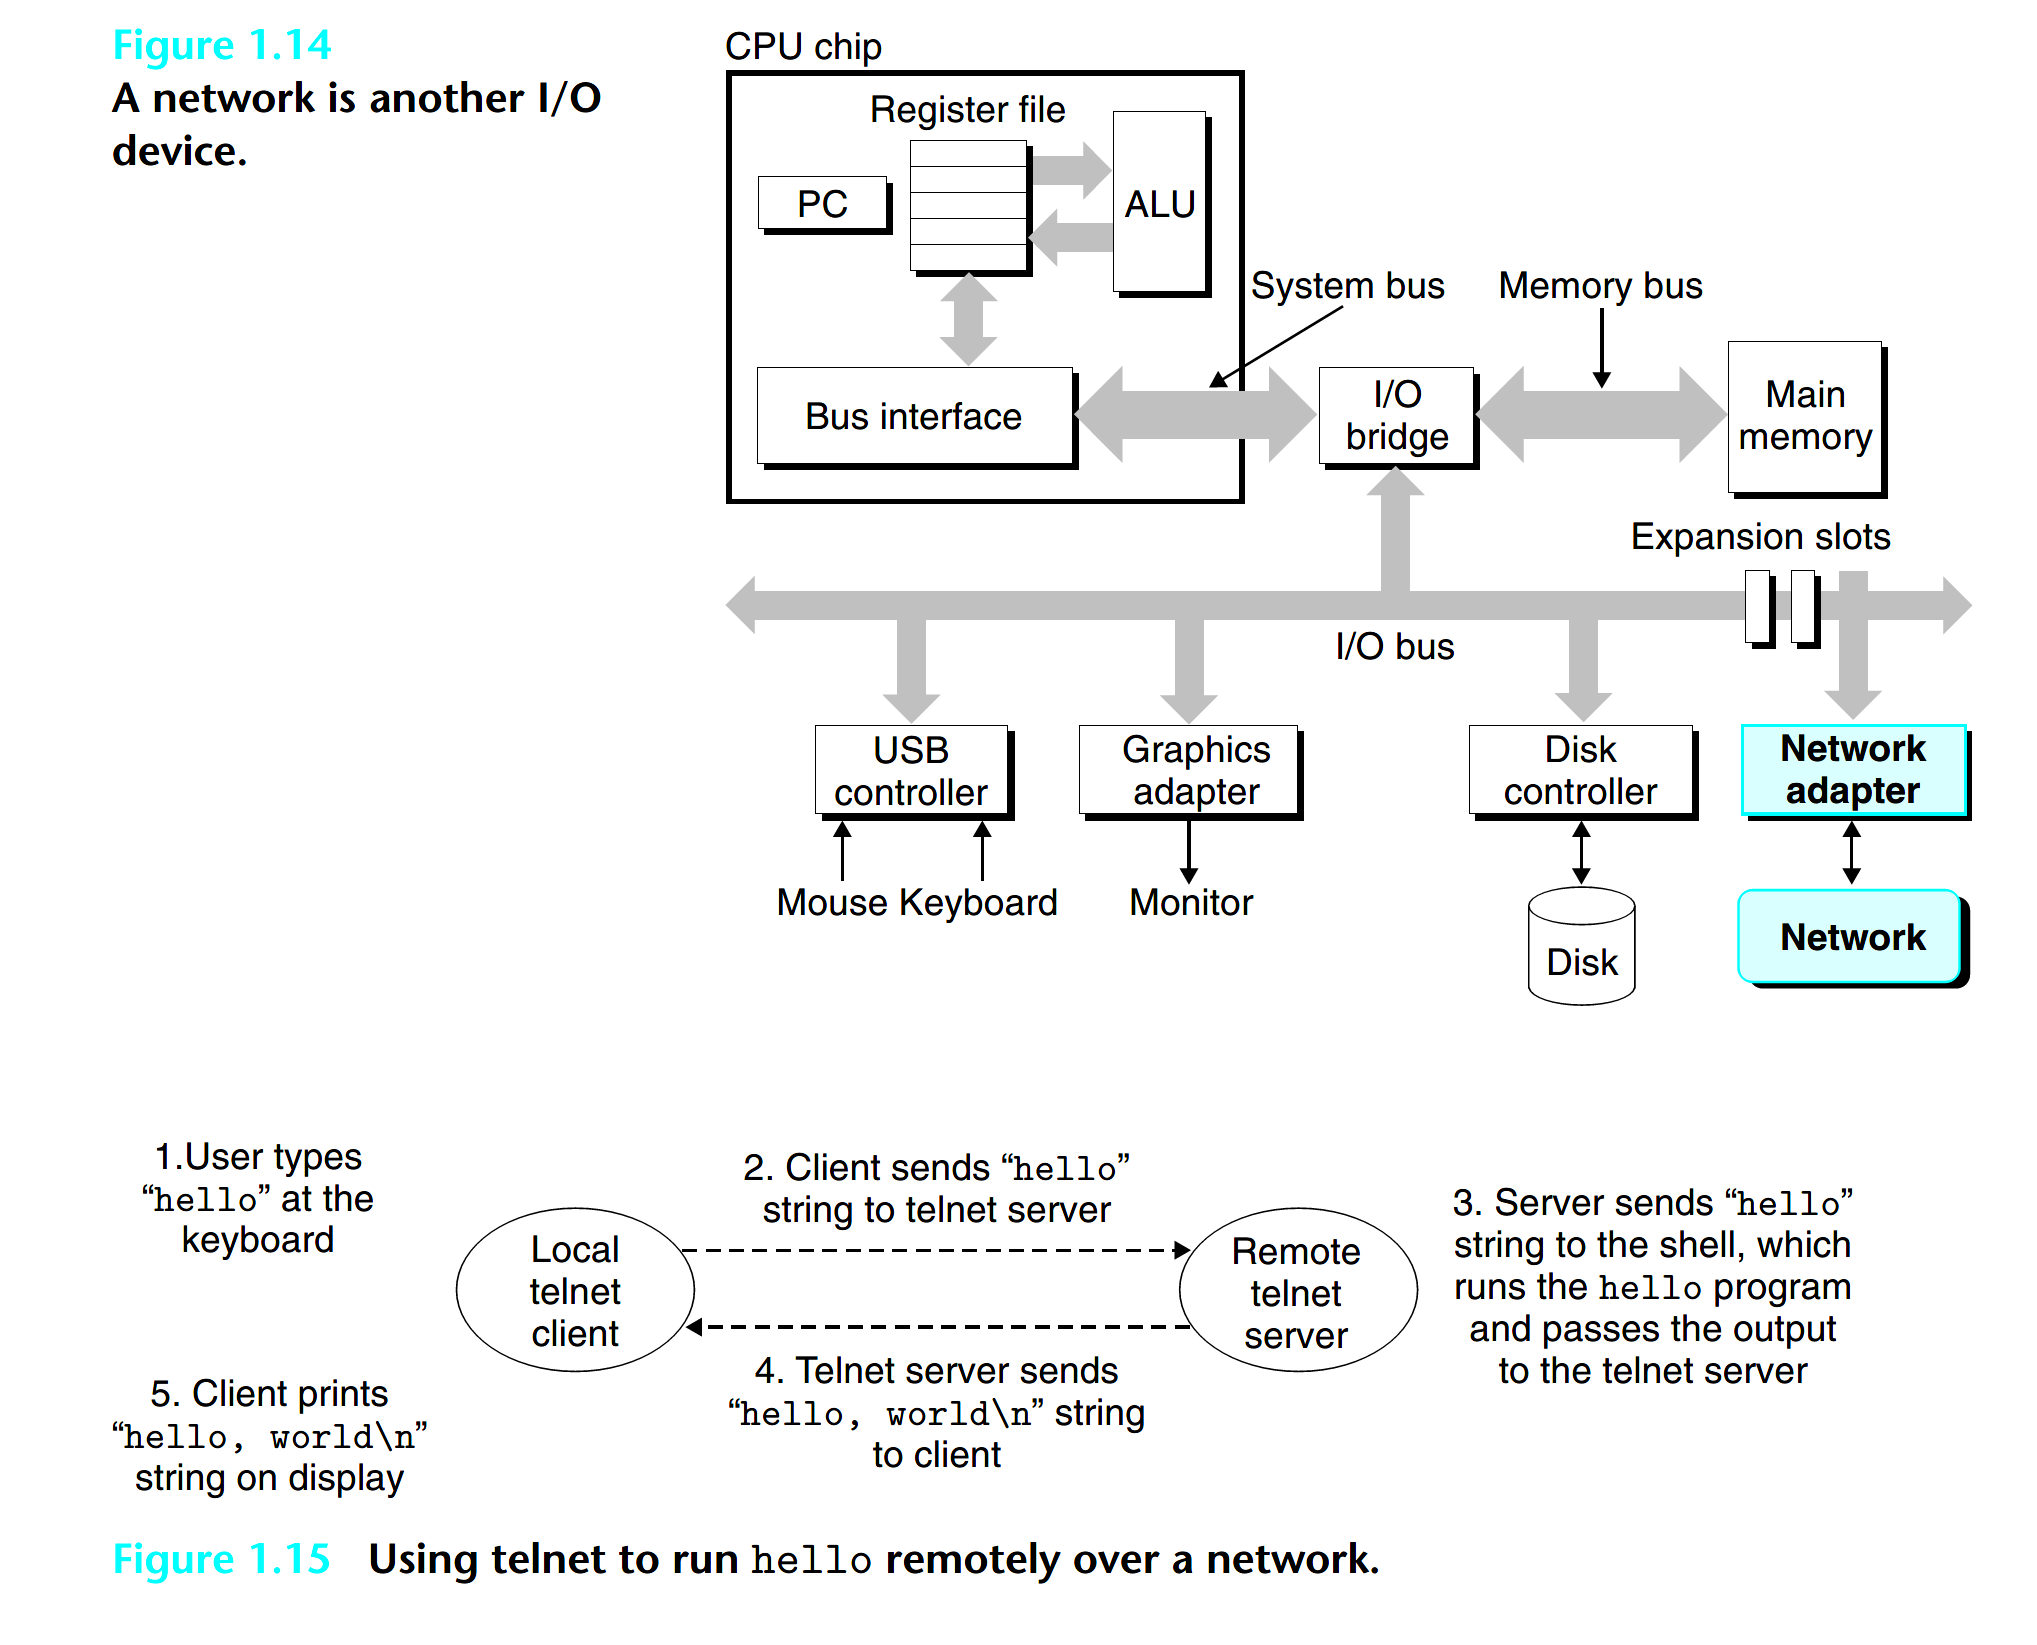 Figure 1.14
A network is another I/O
device.
CPU chip
Register file
PC
ALU
System bus
Memory bus
Bus interface
I/O
bridge
Main
memory
Expansion slots
I/O bus
USB
controller
Graphics
adapter
Disk
controller
Network
adapter
Mouse
Keyboard
Monitor
Disk
Network
1.User types
“hello” at the
keyboard
Local
telnet
client
2. Client sends “hello”
string to telnet server
Remote
telnet
server
3. Server sends “hello”
string to the shell, which
runs the hello program
and passes the output
to the telnet server
4. Telnet server sends
“hello, world\n” string
to client
5. Client prints
“hello, world\n”
string on display
Figure 1.15 Using telnet to run hello remotely over a network.